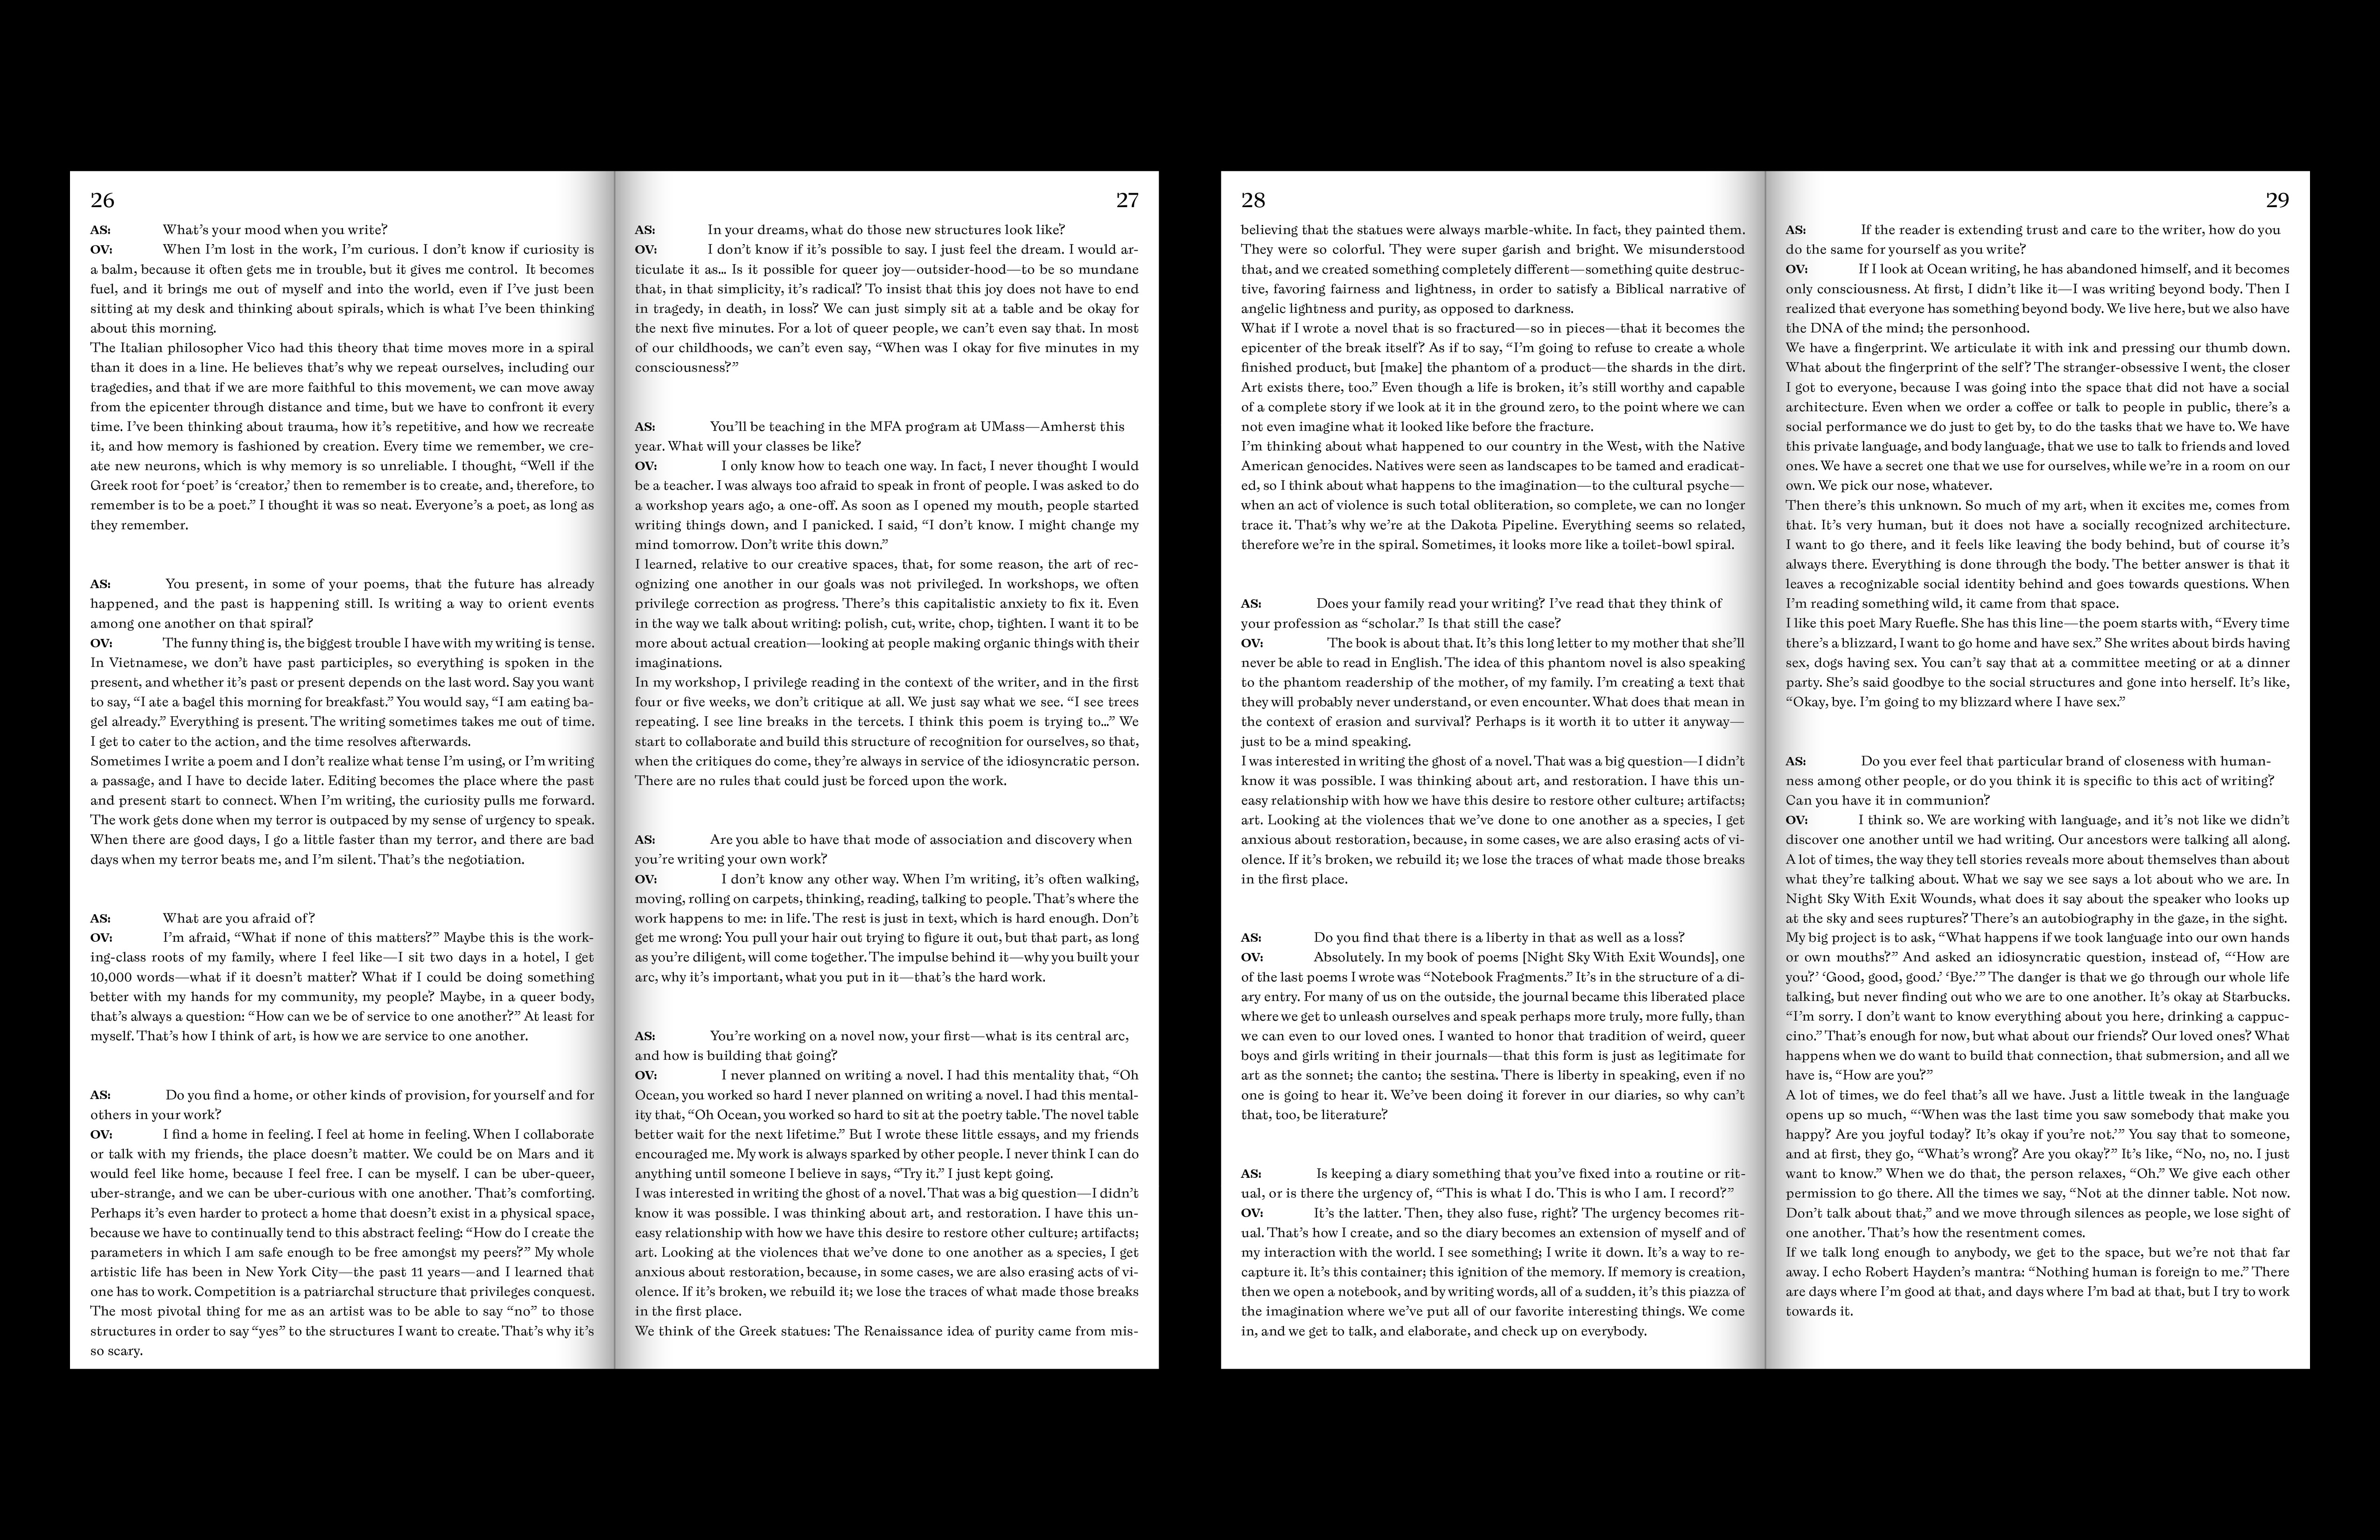 26
AS: What's your mood when you write?
OV: When I'm lost in the work, I'm curious. I don't know if curiosity is
a balm, because it often gets me in trouble, but it gives me control. It becomes
fuel, and it brings me out of myself and into the world, even if I've just been
sitting at my desk and thinking about spirals, which is what I've been thinking
about this morning.
The Italian philosopher Vico had this theory that time moves more in a spiral
than it does in a line. He believes that's why we repeat ourselves, including our
tragedies, and that if we are more faithful to this movement, we can move away
from the epicenter through distance and time, but we have to confront it every
time. I've been thinking about trauma, how it's repetitive, and how we recreate
it, and how memory is fashioned by creation. Every time we remember, we cre-
ate new neurons, which is why memory is so unreliable. I thought, “Well if the
Greek root for ‘poet’ is ‘creator,’ then to remember is to create, and, therefore, to
remember is to be a poet.” I thought it was so neat. Everyone's a poet, as long as
they remember.
AS: You present, in some of your poems, that the future has already
happened, and the past is happening still. Is writing a way to orient events
among one another on that spiral?
OV: The funny thing is, the biggest trouble I have with my writing is tense.
In Vietnamese, we don't have past participles, so everything is spoken in the
present, and whether it's past or present depends on the last word. Say you want
to say, “I ate a bagel this morning for breakfast.” You would say, “I am eating ba-
gel already.” Everything is present. The writing sometimes takes me out of time.
I get to cater to the action, and the time resolves afterwards.
Sometimes I write a poem and I don't realize what tense I'm using, or I'm writing
a passage, and I have to decide later. Editing becomes the place where the past
and present start to connect. When I'm writing, the curiosity pulls me forward.
The work gets done when my terror is outpaced by my sense of urgency to speak.
When there are good days, I go a little faster than my terror, and there are bad
days when my terror beats me, and I'm silent. That's the negotiation.
AS: What are you afraid of?
OV: I'm afraid, “What if none of this matters?” Maybe this is the work-
ing-class roots of my family, where I feel like—I sit two days in a hotel, I get
10,000 words—what if it doesn't matter? What if I could be doing something
better with my hands for my community, my people? Maybe, in a queer body,
that's always a question: “How can we be of service to one another?” At least for
myself. That's how I think of art, is how we are service to one another.
AS: Do you find a home, or other kinds of provision, for yourself and for
others in your work?
OV: I find a home in feeling. I feel at home in feeling. When I collaborate
or talk with my friends, the place doesn't matter. We could be on Mars and it
would feel like home, because I feel free. I can be myself. I can be uber-queer,
uber-strange, and we can be uber-curious with one another. That's comforting.
Perhaps it's even harder to protect a home that doesn't exist in a physical space,
because we have to continually tend to this abstract feeling: “How do I create the
parameters in which I am safe enough to be free amongst my peers?” My whole
artistic life has been in New York City—the past 11 years—and I learned that
one has to work. Competition is a patriarchal structure that privileges conquest.
The most pivotal thing for me as an artist was to be able to say “no” to those
structures in order to say “yes” to the structures I want to create. That's why it's
so scary.
27
AS: In your dreams, what do those new structures look like?
OV: I don't know if it's possible to say. I just feel the dream. I would ar-
ticulate it as... Is it possible for queer joy—outsider-hood—to be so mundane
that, in that simplicity, it's radical? To insist that this joy does not have to end
in tragedy, in death, in loss? We can just simply sit at a table and be okay for
the next five minutes. For a lot of queer people, we can't even say that. In most
of our childhoods, we can't even say, “When was I okay for five minutes in my
consciousness?”
AS: You'll be teaching in the MFA program at UMass—Amherst this
year. What will your classes be like?
OV: I only know how to teach one way. In fact, I never thought I would
be a teacher. I was always too afraid to speak in front of people. I was asked to do
a workshop years ago, a one-off. As soon as I opened my mouth, people started
writing things down, and I panicked. I said, “I don't know. I might change my
mind tomorrow. Don't write this down.”
I learned, relative to our creative spaces, that, for some reason, the art of rec-
ognizing one another in our goals was not privileged. In workshops, we often
privilege correction as progress. There's this capitalistic anxiety to fix it. Even
in the way we talk about writing: polish, cut, write, chop, tighten. I want it to be
more about actual creation—looking at people making organic things with their
imaginations.
In my workshop, I privilege reading in the context of the writer, and in the first
four or five weeks, we don't critique at all. We just say what we see. “I see trees
repeating. I see line breaks in the tercets. I think this poem is trying to...” We
start to collaborate and build this structure of recognition for ourselves, so that,
when the critiques do come, they're always in service of the idiosyncratic person.
There are no rules that could just be forced upon the work.
AS: Are you able to have that mode of association and discovery when
you're writing your own work?
OV: I don't know any other way. When I'm writing, it's often walking,
moving, rolling on carpets, thinking, reading, talking to people. That's where the
work happens to me: in life. The rest is just in text, which is hard enough. Don't
get me wrong: You pull your hair out trying to figure it out, but that part, as long
as you're diligent, will come together. The impulse behind it—why you built your
arc, why it's important, what you put in it—that's the hard work.
AS: You're working on a novel now, your first—what is its central arc,
and how is building that going?
OV: I never planned on writing a novel. I had this mentality that, “Oh
Ocean, you worked so hard I never planned on writing a novel. I had this mental-
ity that, “Oh Ocean, you worked so hard to sit at the poetry table. The novel table
better wait for the next lifetime.” But I wrote these little essays, and my friends
encouraged me. My work is always sparked by other people. I never think I can do
anything until someone I believe in says, “Try it.” I just kept going.
I was interested in writing the ghost of a novel. That was a big question—I didn't
know it was possible. I was thinking about art, and restoration. I have this un-
easy relationship with how we have this desire to restore other culture; artifacts;
art. Looking at the violences that we've done to one another as a species, I get
anxious about restoration, because, in some cases, we are also erasing acts of vi-
olence. If it's broken, we rebuild it; we lose the traces of what made those breaks
in the first place.
We think of the Greek statues: The Renaissance idea of purity came from mis-
28
believing that the statues were always marble-white. In fact, they painted them.
They were so colorful. They were super garish and bright. We misunderstood
that, and we created something completely different—something quite destruc-
tive, favoring fairness and lightness, in order to satisfy a Biblical narrative of
angelic lightness and purity, as opposed to darkness.
What if I wrote a novel that is so fractured—so in pieces—that it becomes the
epicenter of the break itself? As if to say, “I'm going to refuse to create a whole
finished product, but [make] the phantom of a product—the shards in the dirt.
Art exists there, too.” Even though a life is broken, it's still worthy and capable
of a complete story if we look at it in the ground zero, to the point where we can
not even imagine what it looked like before the fracture.
I'm thinking about what happened to our country in the West, with the Native
American genocides. Natives were seen as landscapes to be tamed and eradicat-
ed, so I think about what happens to the imagination—to the cultural psyche—
when an act of violence is such total obliteration, so complete, we can no longer
trace it. That's why we're at the Dakota Pipeline. Everything seems so related,
therefore we're in the spiral. Sometimes, it looks more like a toilet-bowl spiral.
AS: Does your family read your writing? I've read that they think of
your profession as “scholar.” Is that still the case?
OV: The book is about that. It's this long letter to my mother that she'll
never be able to read in English. The idea of this phantom novel is also speaking
to the phantom readership of the mother, of my family. I'm creating a text that
they will probably never understand, or even encounter. What does that mean in
the context of erasion and survival? Perhaps is it worth it to utter it anyway—
just to be a mind speaking.
I was interested in writing the ghost of a novel. That was a big question—I didn't
know it was possible. I was thinking about art, and restoration. I have this un-
easy relationship with how we have this desire to restore other culture; artifacts;
art. Looking at the violences that we've done to one another as a species, I get
anxious about restoration, because, in some cases, we are also erasing acts of vi-
olence. If it's broken, we rebuild it; we lose the traces of what made those breaks
in the first place.
AS: Do you find that there is a liberty in that as well as a loss?
OV: Absolutely. In my book of poems [Night Sky With Exit Wounds], one
of the last poems I wrote was “Notebook Fragments.” It's in the structure of a di-
ary entry. For many of us on the outside, the journal became this liberated place
where we get to unleash ourselves and speak perhaps more truly, more fully, than
we can even to our loved ones. I wanted to honor that tradition of weird, queer
boys and girls writing in their journals—that this form is just as legitimate for
art as the sonnet; the canto; the sestina. There is liberty in speaking, even if no
one is going to hear it. We've been doing it forever in our diaries, so why can't
that, too, be literature?
AS: Is keeping a diary something that you've fixed into a routine or rit-
ual, or is there the urgency of, “This is what I do. This is who I am. I record?”
OV: It's the latter. Then, they also fuse, right? The urgency becomes rit-
ual. That's how I create, and so the diary becomes an extension of myself and of
my interaction with the world. I see something; I write it down. It's a way to re-
capture it. It's this container; this ignition of the memory. If memory is creation,
then we open a notebook, and by writing words, all of a sudden, it's this piazza of
the imagination where we've put all of our favorite interesting things. We come
in, and we get to talk, and elaborate, and check up on everybody.
29
AS: If the reader is extending trust and care to the writer, how do you
do the same for yourself as you write?
OV: If I look at Ocean writing, he has abandoned himself, and it becomes
only consciousness. At first, I didn't like it—I was writing beyond body. Then I
realized that everyone has something beyond body. We live here, but we also have
the DNA of the mind; the personhood.
We have a fingerprint. We articulate it with ink and pressing our thumb down.
What about the fingerprint of the self? The stranger-obsessive I went, the closer
I got to everyone, because I was going into the space that did not have a social
architecture. Even when we order a coffee or talk to people in public, there's a
social performance we do just to get by, to do the tasks that we have to. We have
this private language, and body language, that we use to talk to friends and loved
ones. We have a secret one that we use for ourselves, while we're in a room on our
own. We pick our nose, whatever.
Then there's this unknown. So much of my art, when it excites me, comes from
that. It's very human, but it does not have a socially recognized architecture.
I want to go there, and it feels like leaving the body behind, but of course it's
always there. Everything is done through the body. The better answer is that it
leaves a recognizable social identity behind and goes towards questions. When
I'm reading something wild, it came from that space.
I like this poet Mary Ruefle. She has this line—the poem starts with, “Every time
there's a blizzard, I want to go home and have sex.” She writes about birds having
sex, dogs having sex. You can't say that at a committee meeting or at a dinner
party. She's said goodbye to the social structures and gone into herself. It's like,
“Okay, bye. I'm going to my blizzard where I have sex.”
AS: Do you ever feel that particular brand of closeness with human-
ness among other people, or do you think it is specific to this act of writing?
Can you have it in communion?
OV: I think so. We are working with language, and it's not like we didn't
discover one another until we had writing. Our ancestors were talking all along.
A lot of times, the way they tell stories reveals more about themselves than about
what they're talking about. What we say we see says a lot about who we are. In
Night Sky With Exit Wounds, what does it say about the speaker who looks up
at the sky and sees ruptures? There's an autobiography in the gaze, in the sight.
My big project is to ask, “What happens if we took language into our own hands
or own mouths?” And asked an idiosyncratic question, instead of, “‘How are
you?’ ‘Good, good, good.’ ‘Bye.’” The danger is that we go through our whole life
talking, but never finding out who we are to one another. It's okay at Starbucks.
“I'm sorry. I don't want to know everything about you here, drinking a cappuc-
cino.” That's enough for now, but what about our friends? Our loved ones? What
happens when we do want to build that connection, that submersion, and all we
have is, “How are you?”
A lot of times, we do feel that's all we have. Just a little tweak in the language
opens up so much, “‘When was the last time you saw somebody that make you
happy? Are you joyful today? It's okay if you're not.’” You say that to someone,
and at first, they go, “What's wrong? Are you okay?” It's like, “No, no, no. I just
want to know.” When we do that, the person relaxes, “Oh.” We give each other
permission to go there. All the times we say, “Not at the dinner table. Not now.
Don't talk about that,” and we move through silences as people, we lose sight of
one another. That's how the resentment comes.
If we talk long enough to anybody, we get to the space, but we're not that far
away. I echo Robert Hayden's mantra: “Nothing human is foreign to me.” There
are days where I'm good at that, and days where I'm bad at that, but I try to work
towards it.